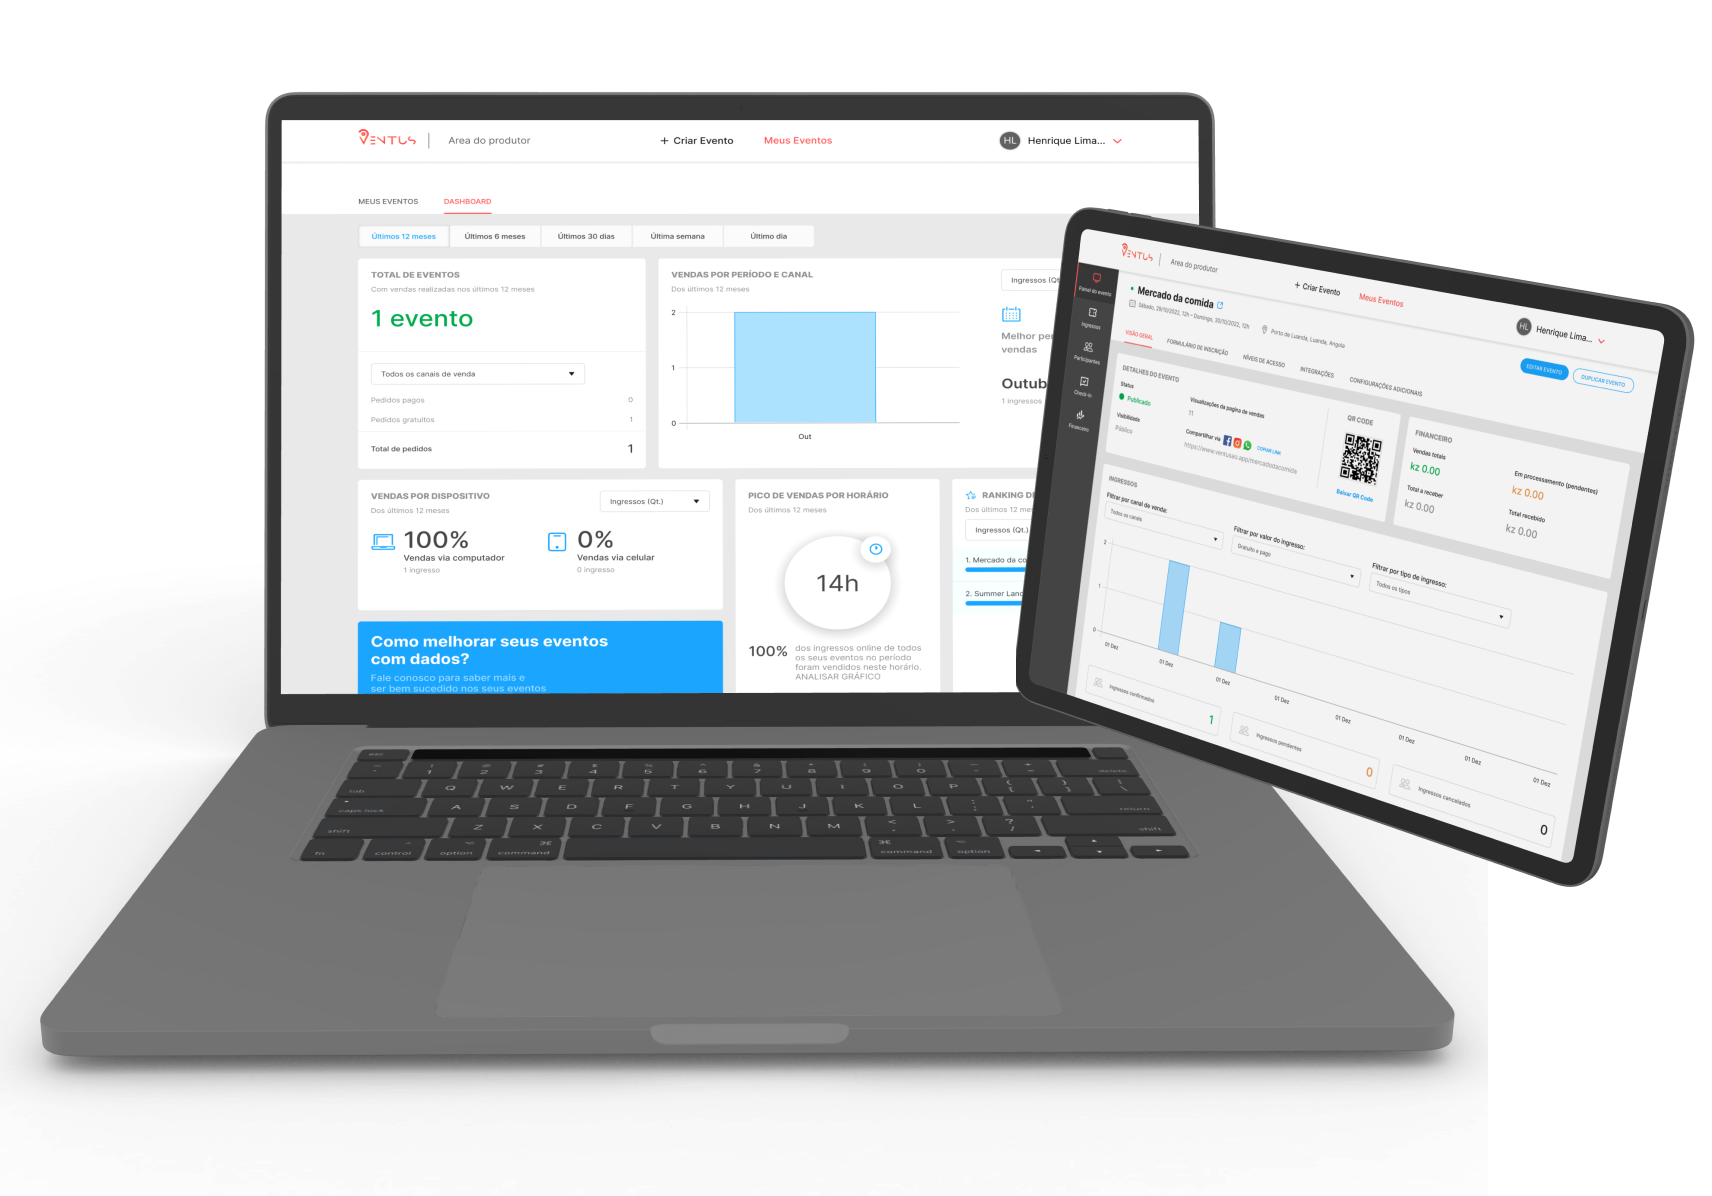 VENTUS
Area do produtor
+ Criar Evento
Meus Eventos
HL
Henrique Lima...
MEUS EVENTOS
DASHBOARD
Últimos 12 meses
Últimos 6 meses
Últimos 30 dias
Última semana
Último dia
TOTAL DE EVENTOS
Com vendas realizadas nos últimos 12 meses
1 evento
Todos os canais de venda
Pedidos pagos 0
Pedidos gratuitos 1
Total de pedidos 1
VENDAS POR PERÍODO E CANAL
Dos últimos 12 meses
2
1
0
Out
Ingressos (Qt
Melhor per
vendas
Outub
1 ingressos
VENDAS POR DISPOSITIVO
Dos últimos 12 meses
Ingressos (Qt.)
100%
Vendas via computador
1 ingresso
0%
Vendas via celular
0 ingresso
PICO DE VENDAS POR HORÁRIO
Dos últimos 12 meses
14h
100%
dos ingressos online de todos
os seus eventos no período
foram vendidos neste horário.
ANALISAR GRÁFICO
RANKING DE
Dos últimos 12 me
Ingressos (Qt.)
1. Mercado da co
2. Summer Lanc
Como melhorar seus eventos
com dados?
Fale conosco para saber mais e
ser bem sucedido nos seus eventos
esc
1 2 3 4 5 6 7 8 9 0
delete
tab
Q W E R T Y U I O P
caps lock
A S D F G H J K L
return
shift
Z X C V B N M
shift
fn
control
option
command
command
option
VENTUS
Area do produtor
+ Criar Evento
Meus Eventos
HL
Henrique Lima...
Painel do evento
Ingressos
Participantes
Check-in
Financeiro
Mercado da comida
Sábado, 29/10/2022, 12h - Domingo, 30/10/2022, 12h
Porto de Luanda, Luanda, Angola
EDITAR EVENTO
DUPLICAR EVENTO
VISÃO GERAL
FORMULÁRIO DE INSCRIÇÃO
NÍVEIS DE ACESSO
INTEGRAÇÕES
CONFIGURAÇÕES ADICIONAIS
DETALHES DO EVENTO
Status
Publicado
Visibilidade
Público
Visualizações da pagina de vendas
11
Compartilhar via
COPIAR LINK
https://www.ventusao.app/mercadodacomida
QR CODE
Baixar QR Code
FINANCEIRO
Vendas totais
kz 0.00
Total a receber
kz 0.00
Em processamento (pendentes)
kz 0.00
Total recebido
kz 0.00
INGRESSOS
Filtrar por canal de venda:
Todos os canais
Filtrar por valor do ingresso:
Gratuito e pago
Filtrar por tipo de ingresso:
Todos os tipos
2
1
0
01 Dez
01 Dez
01 Dez
01 Dez
01 Dez
01 Dez
01 Dez
01 Dez
Ingressos confirmados
1
Ingressos pendentes
0
Ingressos cancelados
0